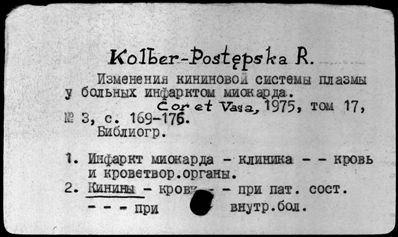 Kolber-Postępska R.
Изменения кининовой системы плазмы
у больных инфарктом миокарда.
Cor et Vasa, 1975, том 17,
№ 3, с. 169-176.
Библиогр.
1. Инфаркт миокарда - клиника - - кровь
и кроветвор.органы.
2. Кинины - кровь - - при пат. сост.
- - - при внутр.бол.